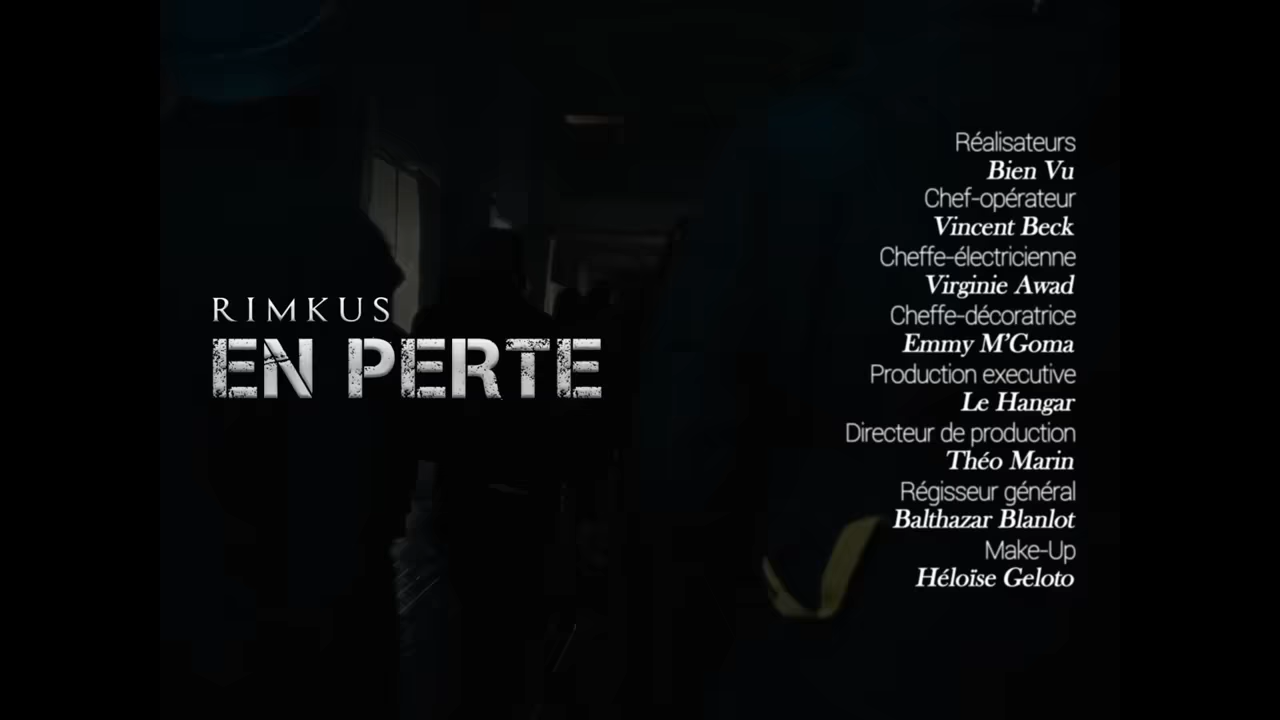 RIMKUS
EN PERTE
Réalisateurs
Bien Vu
Chef-opérateur
Vincent Beck
Cheffe-électricienne
Virginie Awad
Cheffe-décoratrice
Emmy M’Goma
Production executive
Le Hangar
Directeur de production
Théo Marin
Régisseur général
Balthazar Blanlot
Make-Up
Héloïse Geloto